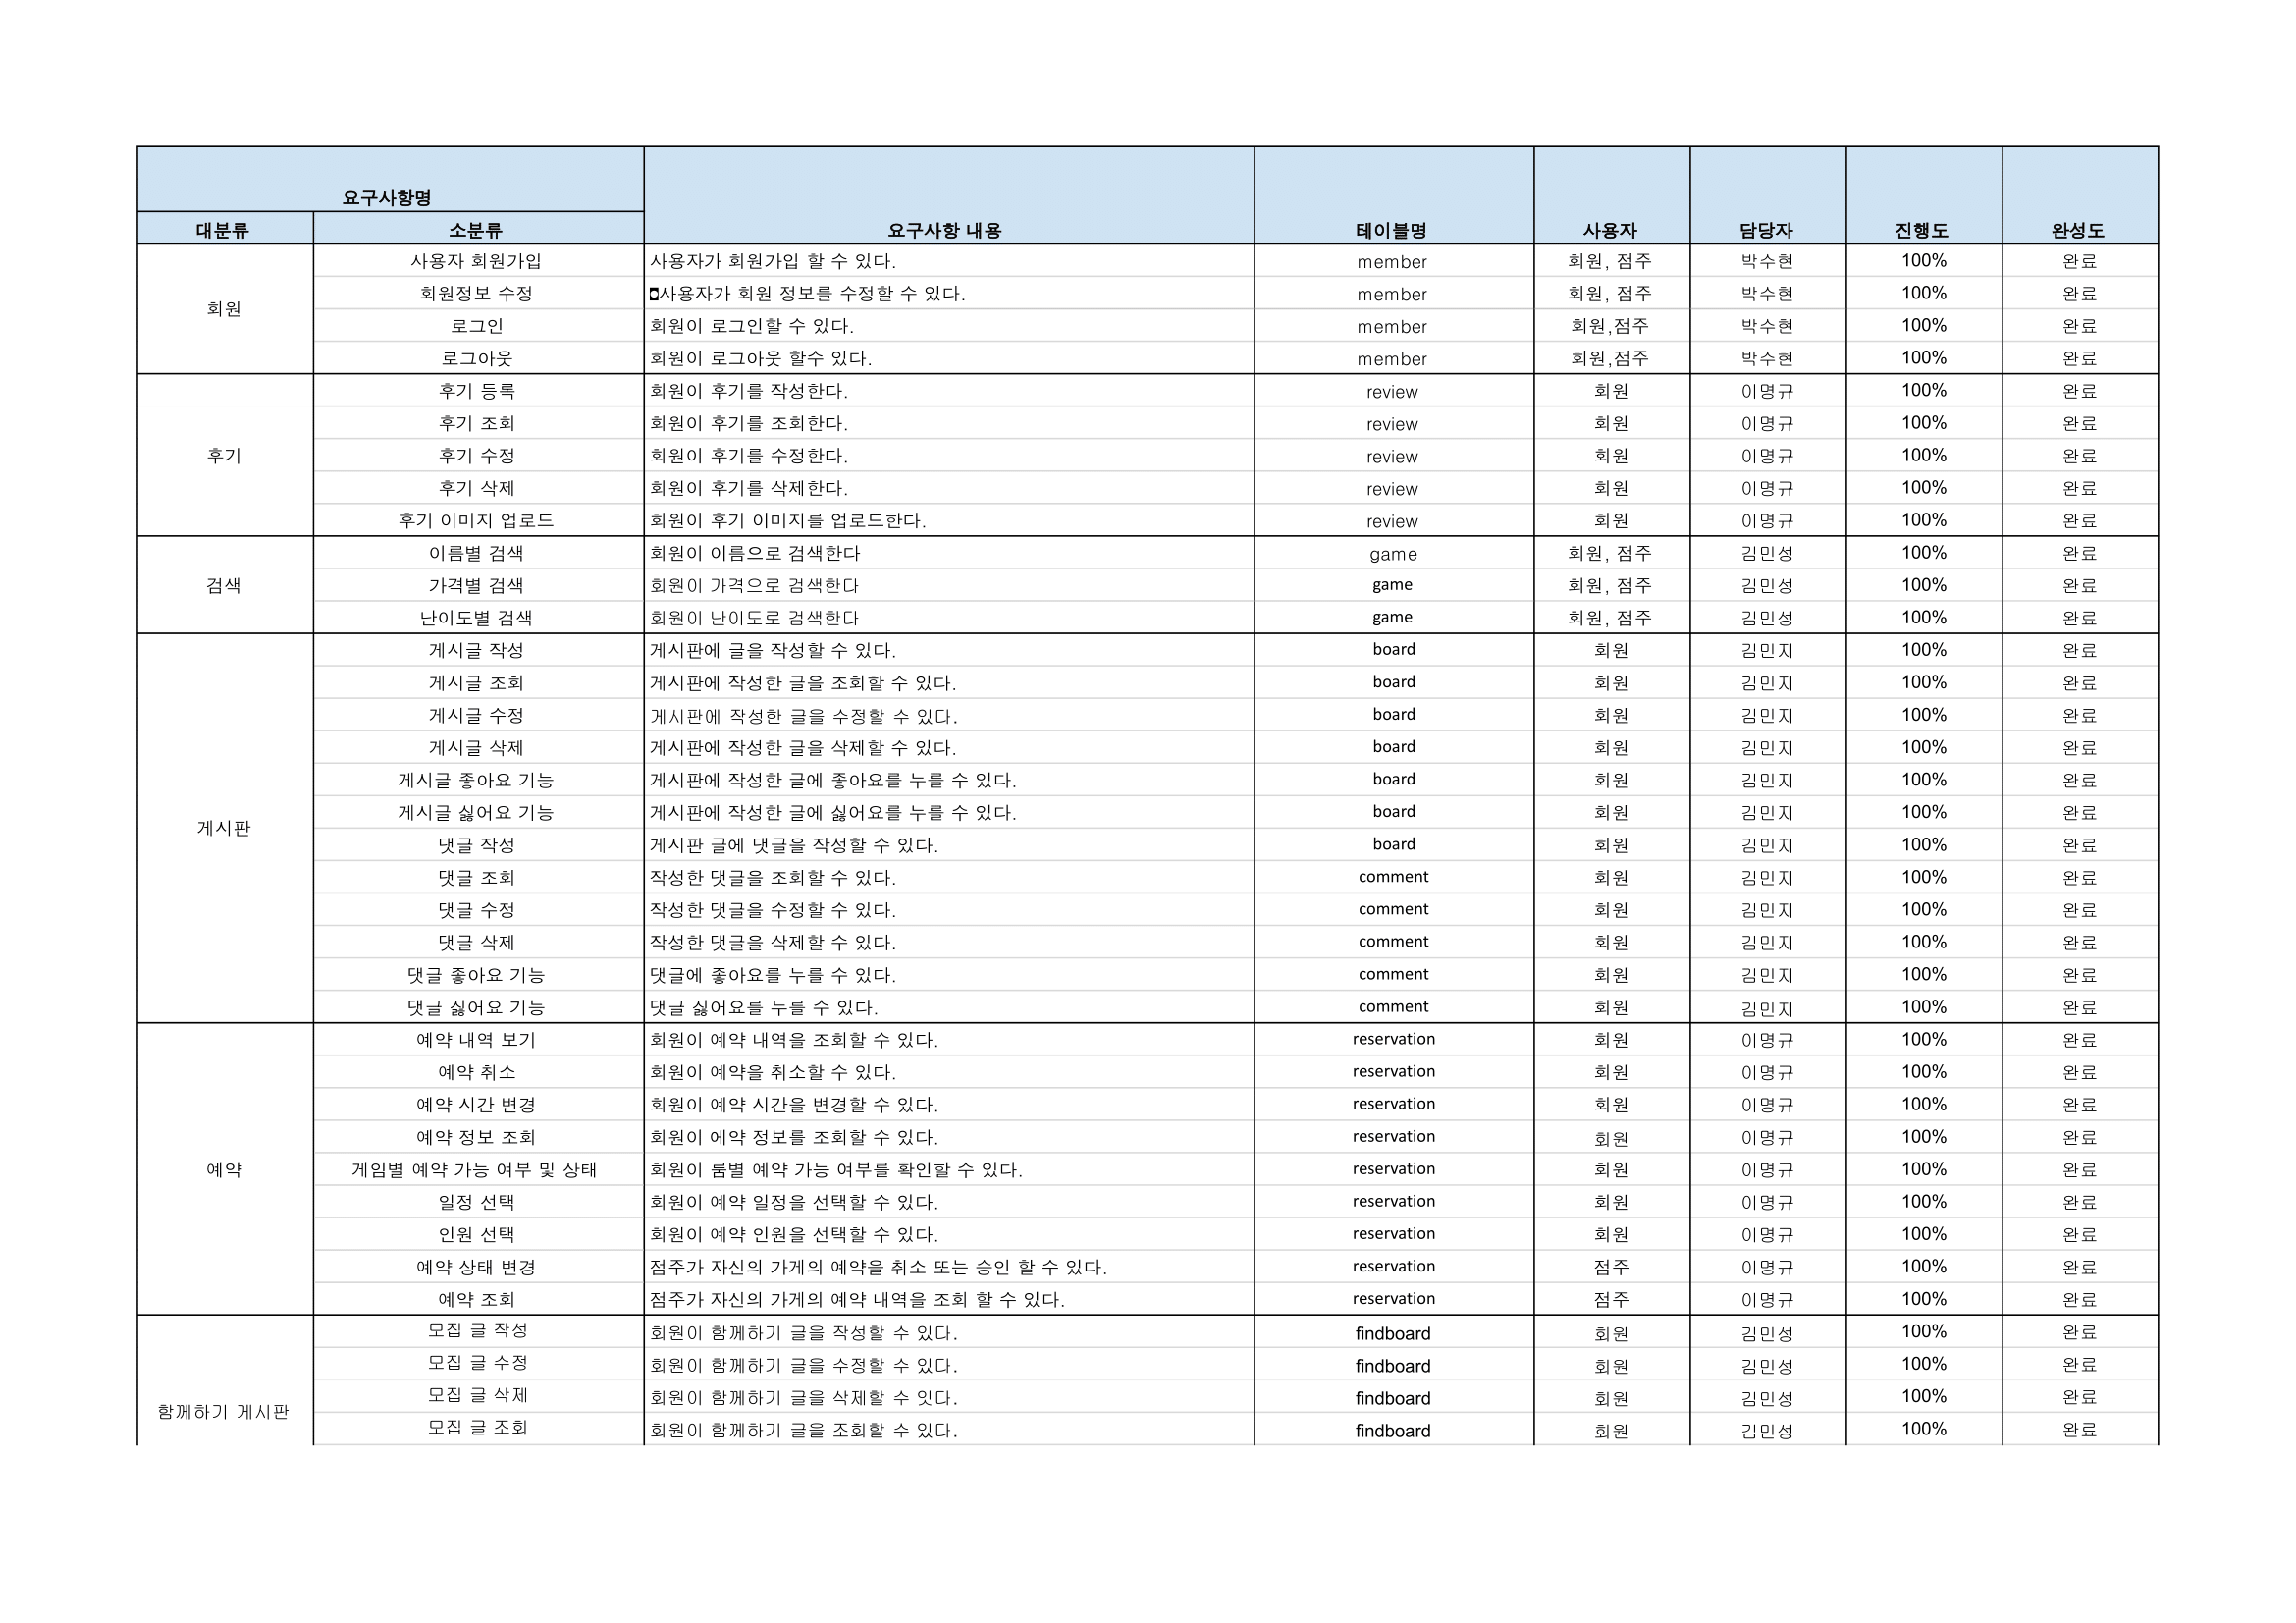 요구사항명
대분류 소분류 요구사항 내용 테이블명 사용자 담당자 진행도 완성도
회원
사용자 회원가입 사용자가 회원가입 할 수 있다. member 회원, 점주 박수현 100% 완료
회원정보 수정 사용자가 회원 정보를 수정할 수 있다. member 회원, 점주 박수현 100% 완료
로그인 회원이 로그인할 수 있다. member 회원,점주 박수현 100% 완료
로그아웃 회원이 로그아웃 할수 있다. member 회원,점주 박수현 100% 완료
후기
후기 등록 회원이 후기를 작성한다. review 회원 이명규 100% 완료
후기 조회 회원이 후기를 조회한다. review 회원 이명규 100% 완료
후기 수정 회원이 후기를 수정한다. review 회원 이명규 100% 완료
후기 삭제 회원이 후기를 삭제한다. review 회원 이명규 100% 완료
후기 이미지 업로드 회원이 후기 이미지를 업로드한다. review 회원 이명규 100% 완료
검색
이름별 검색 회원이 이름으로 검색한다 game 회원, 점주 김민성 100% 완료
가격별 검색 회원이 가격으로 검색한다 game 회원, 점주 김민성 100% 완료
난이도별 검색 회원이 난이도로 검색한다 game 회원, 점주 김민성 100% 완료
게시판
게시글 작성 게시판에 글을 작성할 수 있다. board 회원 김민지 100% 완료
게시글 조회 게시판에 작성한 글을 조회할 수 있다. board 회원 김민지 100% 완료
게시글 수정 게시판에 작성한 글을 수정할 수 있다. board 회원 김민지 100% 완료
게시글 삭제 게시판에 작성한 글을 삭제할 수 있다. board 회원 김민지 100% 완료
게시글 좋아요 기능 게시판에 작성한 글에 좋아요를 누를 수 있다. board 회원 김민지 100% 완료
게시글 싫어요 기능 게시판에 작성한 글에 싫어요를 누를 수 있다. board 회원 김민지 100% 완료
댓글 작성 게시판 글에 댓글을 작성할 수 있다. board 회원 김민지 100% 완료
댓글 조회 작성한 댓글을 조회할 수 있다. comment 회원 김민지 100% 완료
댓글 수정 작성한 댓글을 수정할 수 있다. comment 회원 김민지 100% 완료
댓글 삭제 작성한 댓글을 삭제할 수 있다. comment 회원 김민지 100% 완료
댓글 좋아요 기능 댓글에 좋아요를 누를 수 있다. comment 회원 김민지 100% 완료
댓글 싫어요 기능 댓글 싫어요를 누를 수 있다. comment 회원 김민지 100% 완료
예약
예약 내역 보기 회원이 예약 내역을 조회할 수 있다. reservation 회원 이명규 100% 완료
예약 취소 회원이 예약을 취소할 수 있다. reservation 회원 이명규 100% 완료
예약 시간 변경 회원이 예약 시간을 변경할 수 있다. reservation 회원 이명규 100% 완료
예약 정보 조회 회원이 에약 정보를 조회할 수 있다. reservation 회원 이명규 100% 완료
게임별 예약 가능 여부 및 상태 회원이 룸별 예약 가능 여부를 확인할 수 있다. reservation 회원 이명규 100% 완료
일정 선택 회원이 예약 일정을 선택할 수 있다. reservation 회원 이명규 100% 완료
인원 선택 회원이 예약 인원을 선택할 수 있다. reservation 회원 이명규 100% 완료
예약 상태 변경 점주가 자신의 가게의 예약을 취소 또는 승인 할 수 있다. reservation 점주 이명규 100% 완료
예약 조회 점주가 자신의 가게의 예약 내역을 조회 할 수 있다. reservation 점주 이명규 100% 완료
함께하기 게시판
모집 글 작성 회원이 함께하기 글을 작성할 수 있다. findboard 회원 김민성 100% 완료
모집 글 수정 회원이 함께하기 글을 수정할 수 있다. findboard 회원 김민성 100% 완료
모집 글 삭제 회원이 함께하기 글을 삭제할 수 잇다. findboard 회원 김민성 100% 완료
모집 글 조회 회원이 함께하기 글을 조회할 수 있다. findboard 회원 김민성 100% 완료